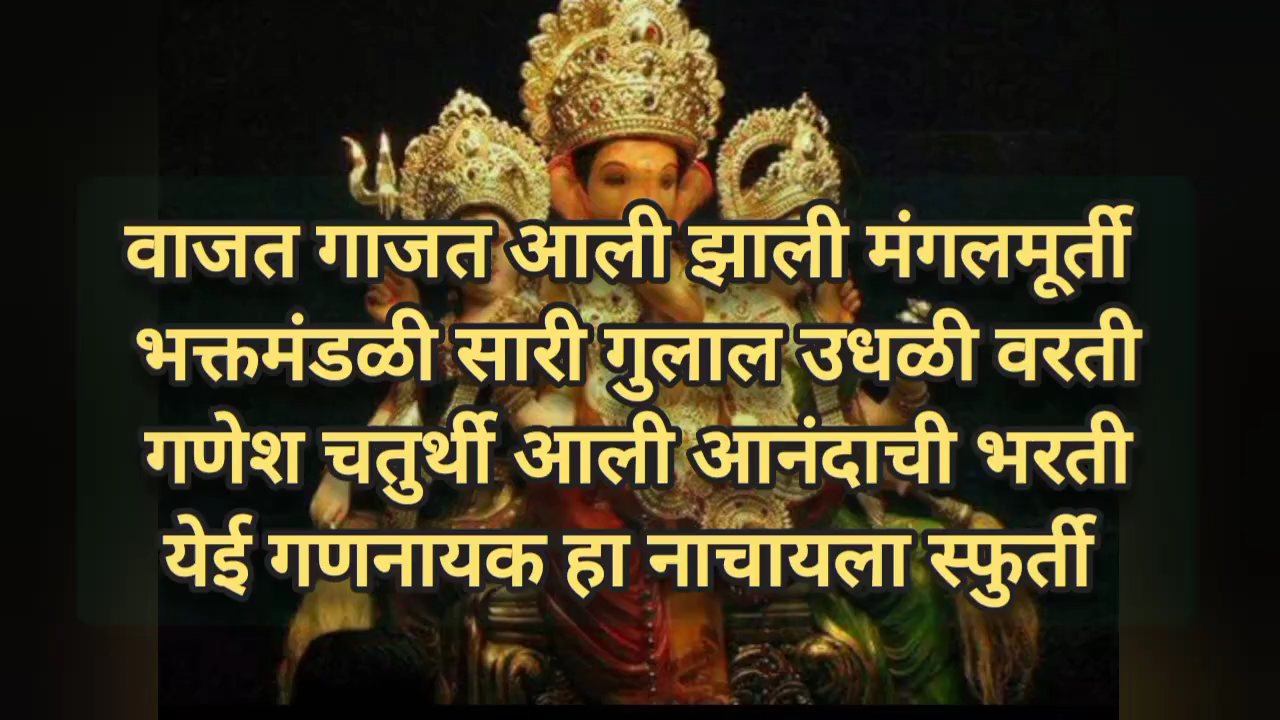 वाजत गाजत आली झाली मंगलमूर्ती
भक्तमंडळी सारी गुलाल उधळी वरती
गणेश चतुर्थी आली आनंदाची भरती
येई गणनायक हा नाचायला स्फुर्ती